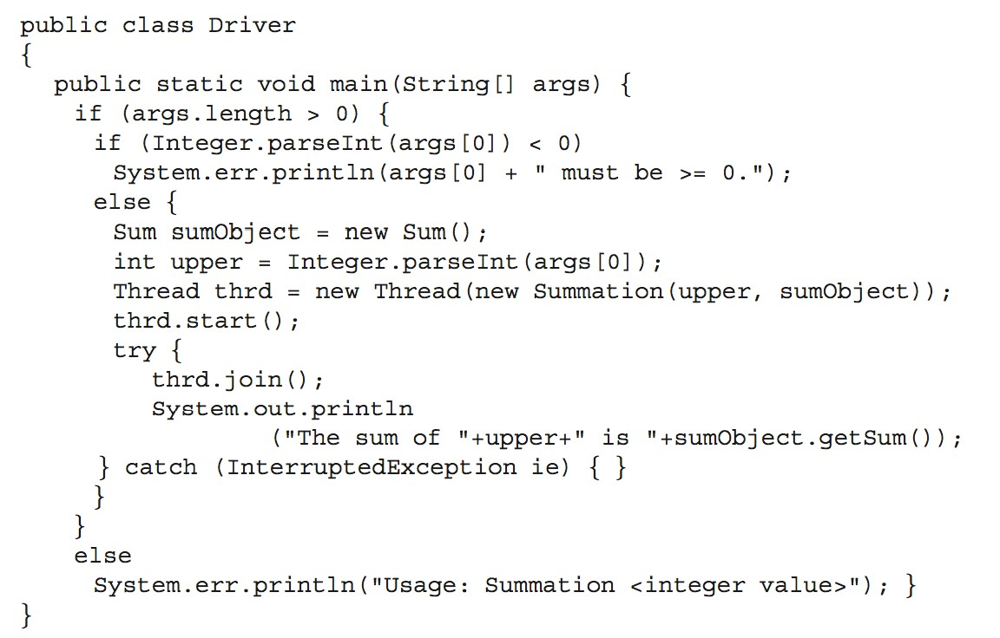 public class Driver
{
public static void main(String[] args) {
if (args.length > 0) {
if (Integer.parseInt(args[0]) < 0)
System.err.println(args[0] + " must be >= 0.");
else {
Sum sumObject = new Sum();
int upper = Integer.parseInt(args[0]);
Thread thrd = new Thread(new Summation(upper, sumObject));
thrd.start();
try {
thrd.join();
System.out.println
("The sum of "+upper+" is "+sumObject.getSum());
} catch (InterruptedException ie) { }
}
}
else
System.err.println("Usage: Summation <integer value>"); }
}